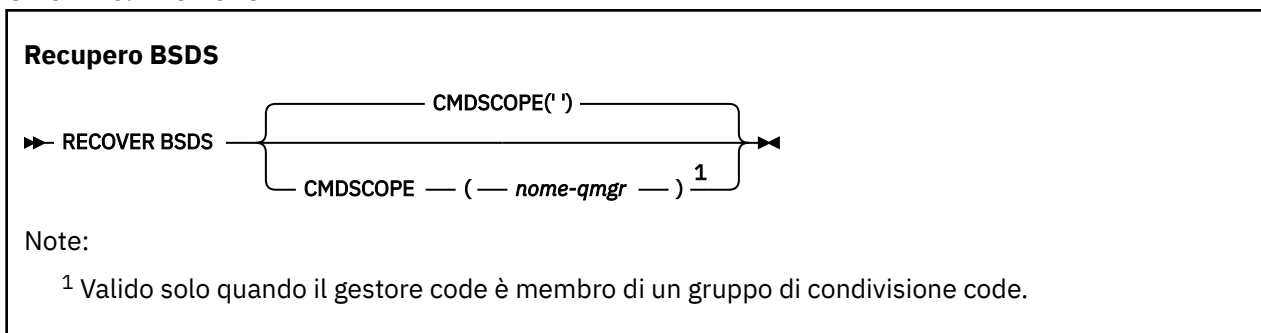 Recupero BSDS
CMDSCOPE(' ')
RECOVER BSDS
CMDSCOPE ( nome-qmgr ) 1
Note:
1 Valido solo quando il gestore code è membro di un gruppo di condivisione code.